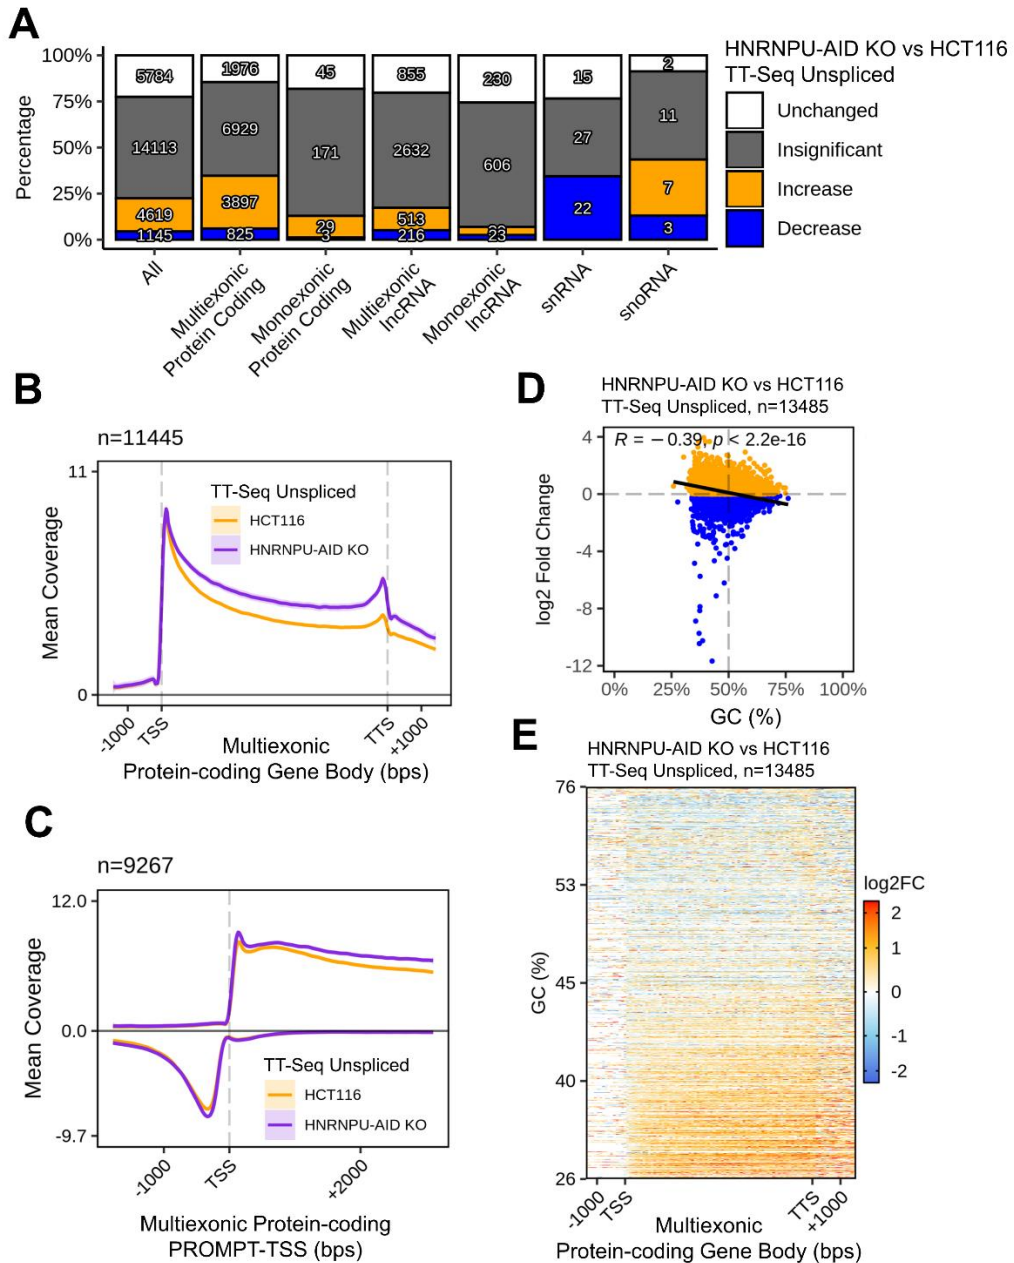 A
HNRNPU-AID KO vs HCT116
TT-Seq Unspliced
Unchanged
Insignificant
Increase
Decrease
Percentage
100%
75%
50%
25%
0%
5784
14113
4619
1145
1976
6929
3897
825
45
171
29
3
855
2632
513
216
230
606
23
15
27
22
2
11
7
3
All
Multiexonic
Protein Coding
Monoexonic
Protein Coding
Multiexonic
lncRNA
Monoexonic
lncRNA
snRNA
snoRNA
B
n=11445
11
0
Mean Coverage
TT-Seq Unspliced
HCT116
HNRNPU-AID KO
-1000
TSS
TTS
+1000
Multiexonic
Protein-coding Gene Body (bps)
C
n=9267
12.0
0.0
-9.7
Mean Coverage
TT-Seq Unspliced
HCT116
HNRNPU-AID KO
-1000
TSS
+2000
Multiexonic Protein-coding
PROMPT-TSS (bps)
D
HNRNPU-AID KO vs HCT116
TT-Seq Unspliced, n=13485
R = −0.39, p < 2.2e-16
log2 Fold Change
4
0
-4
-8
-12
0%
25%
50%
75%
100%
GC (%)
E
HNRNPU-AID KO vs HCT116
TT-Seq Unspliced, n=13485
GC (%)
76
53
45
40
26
log2FC
2
1
0
-1
-2
-1000
TSS
TTS
+1000
Multiexonic
Protein-coding Gene Body (bps)